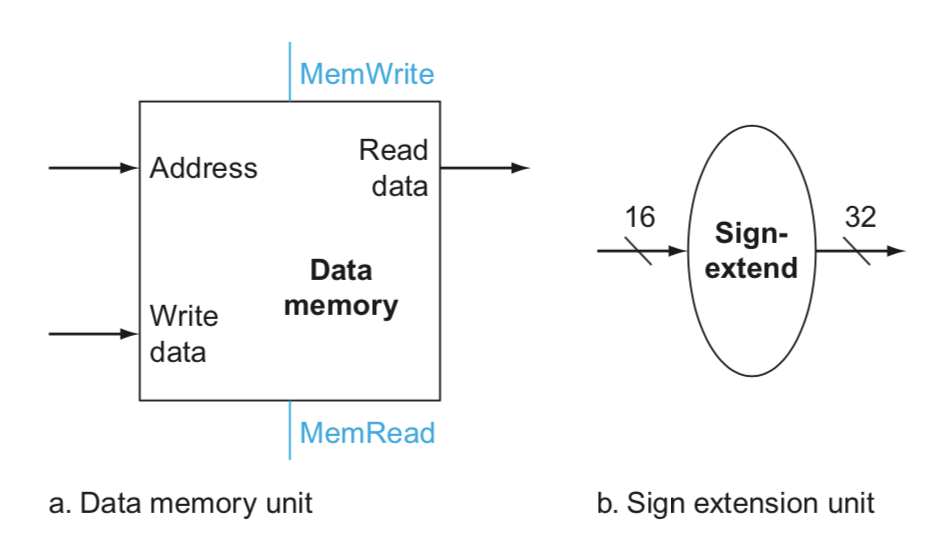 MemWrite
Address
Read
data
Data
memory
Write
data
MemRead
a. Data memory unit
16
Sign-
extend
32
b. Sign extension unit